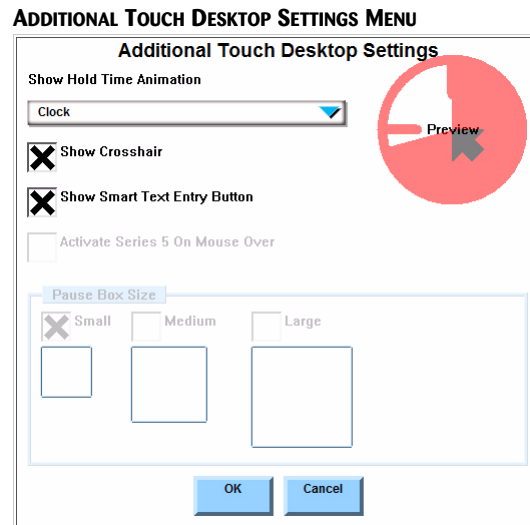 ADDITIONAL TOUCH DESKTOP SETTINGS MENU
Additional Touch Desktop Settings
Show Hold Time Animation
Clock
Preview
Show Crosshair
Show Smart Text Entry Button
Activate Series 5 On Mouse Over
Pause Box Size
Small Medium Large
OK Cancel